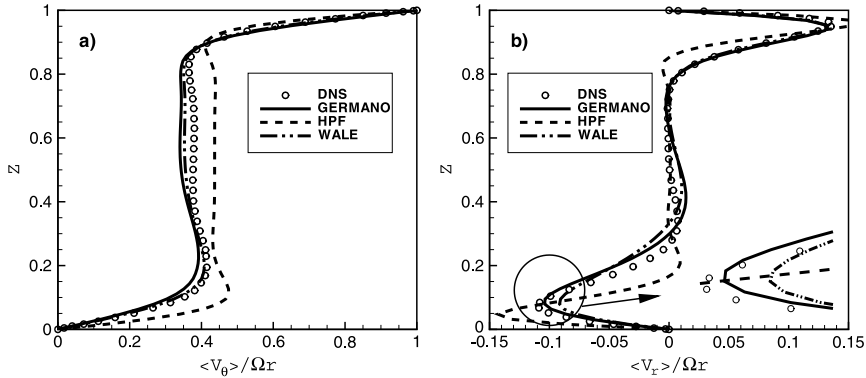 a)
DNS
GERMANO
HPF
WALE
Z
1
0.8
0.6
0.4
0.2
0
0
0.2
0.4
0.6
0.8
1
<V_θ>/Ωr
b)
DNS
GERMANO
HPF
WALE
Z
1
0.8
0.6
0.4
0.2
0
-0.15
-0.1
-0.05
0
0.05
0.1
0.15
<V_r>/Ωr